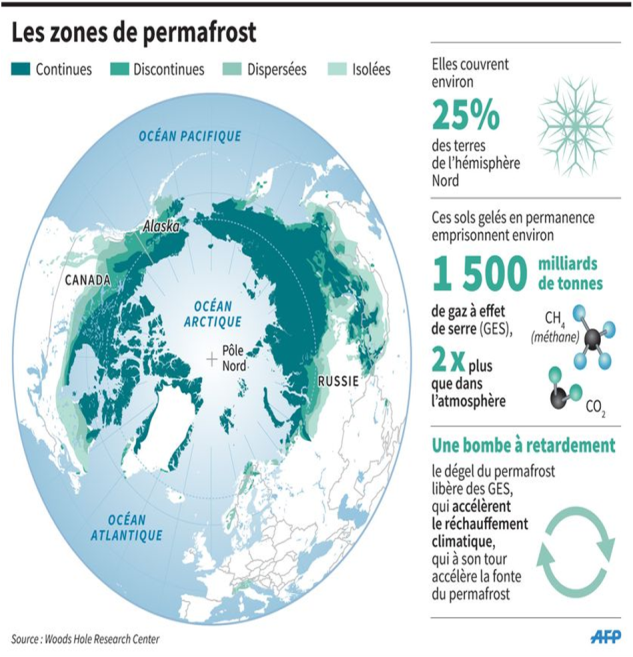 Les zones de permafrost
Continues
Discontinues
Dispersées
Isolées
OCÉAN PACIFIQUE
Alaska
CANADA
OCÉAN
ARCTIQUE
Pôle
Nord
RUSSIE
OCÉAN
ATLANTIQUE
Source : Woods Hole Research Center
Elles couvrent
environ
25%
des terres
de l'hémisphère
Nord
Ces sols gelés en permanence
emprisonnent environ
1 500 milliards
de tonnes
de gaz à effet
de serre (GES),
2x plus
que dans
l'atmosphère
CH4
(méthane)
CO2
Une bombe à retardement
le dégel du permafrost
libère des GES,
qui accélèrent
le réchauffement
climatique,
qui à son tour
accélère la fonte
du permafrost
AFP